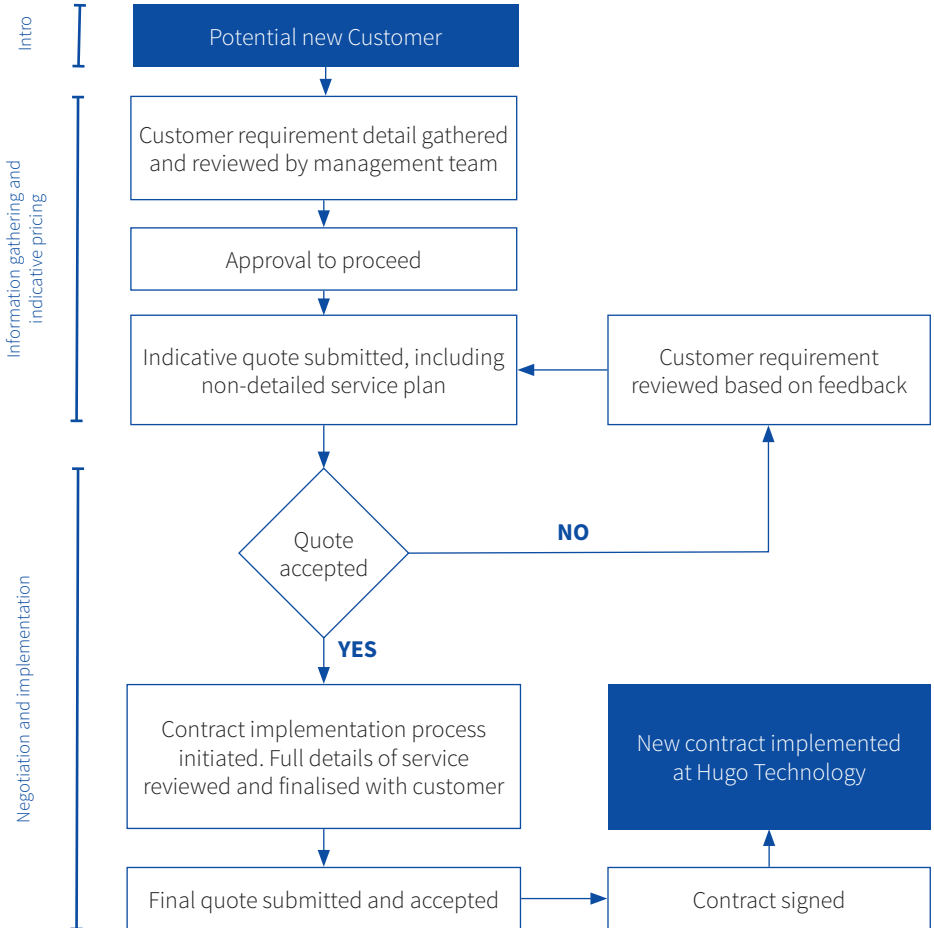 Intro
Potential new Customer
Information gathering and
indicative pricing
Customer requirement detail gathered
and reviewed by management team
Approval to proceed
Indicative quote submitted, including
non-detailed service plan
Customer requirement
reviewed based on feedback
Negotiation and implementation
Quote
accepted
NO
YES
Contract implementation process
initiated. Full details of service
reviewed and finalised with customer
New contract implemented
at Hugo Technology
Final quote submitted and accepted
Contract signed